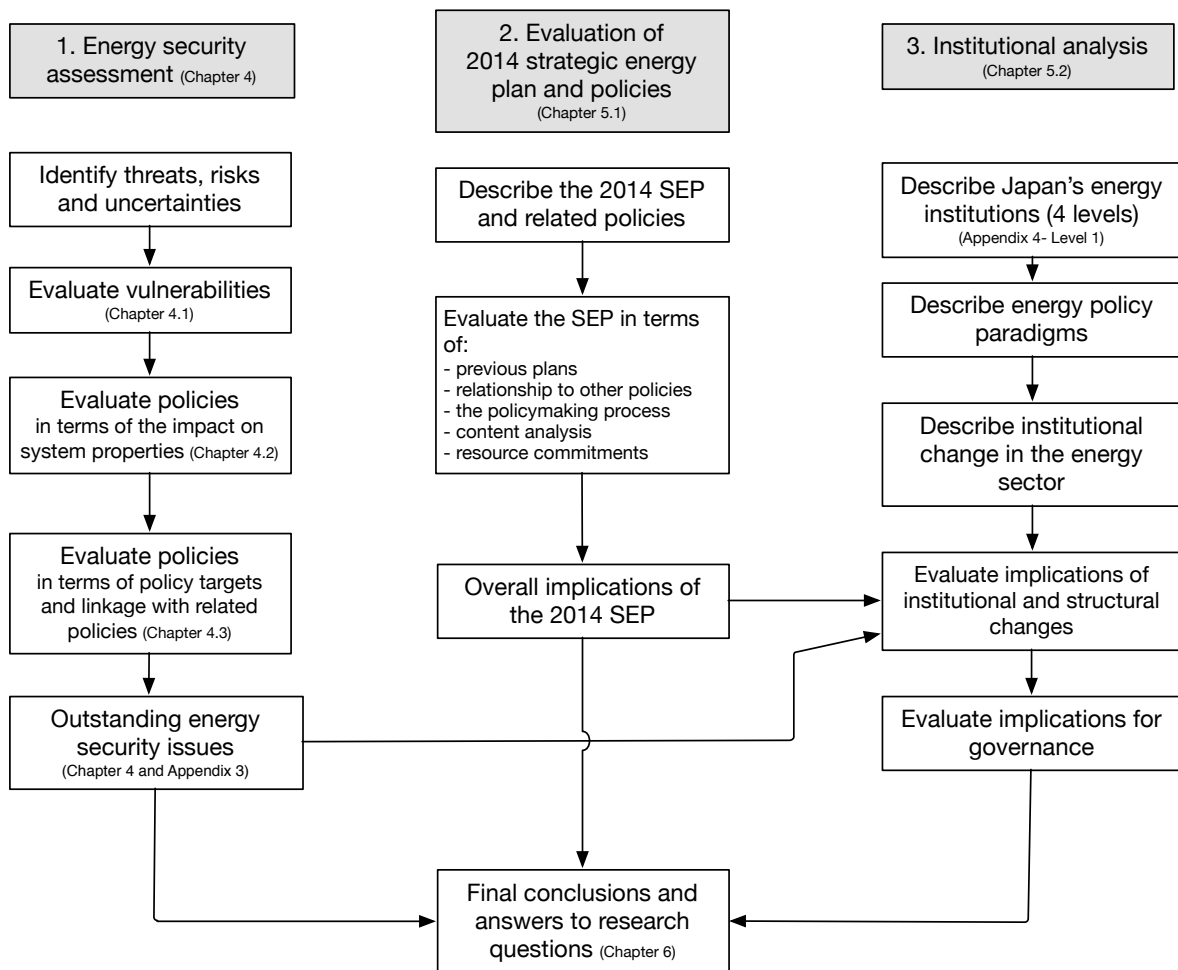 1. Energy security
assessment (Chapter 4)
Identify threats, risks
and uncertainties
Evaluate vulnerabilities
(Chapter 4.1)
Evaluate policies
in terms of the impact on
system properties (Chapter 4.2)
Evaluate policies
in terms of policy targets
and linkage with related
policies (Chapter 4.3)
Outstanding energy
security issues
(Chapter 4 and Appendix 3)
2. Evaluation of
2014 strategic energy
plan and policies
(Chapter 5.1)
Describe the 2014 SEP
and related policies
Evaluate the SEP in terms
of:
- previous plans
- relationship to other policies
- the policymaking process
- content analysis
- resource commitments
Overall implications of
the 2014 SEP
3. Institutional analysis
(Chapter 5.2)
Describe Japan’s energy
institutions (4 levels)
(Appendix 4- Level 1)
Describe energy policy
paradigms
Describe institutional
change in the energy
sector
Evaluate implications of
institutional and structural
changes
Evaluate implications for
governance
Final conclusions and
answers to research
questions (Chapter 6)